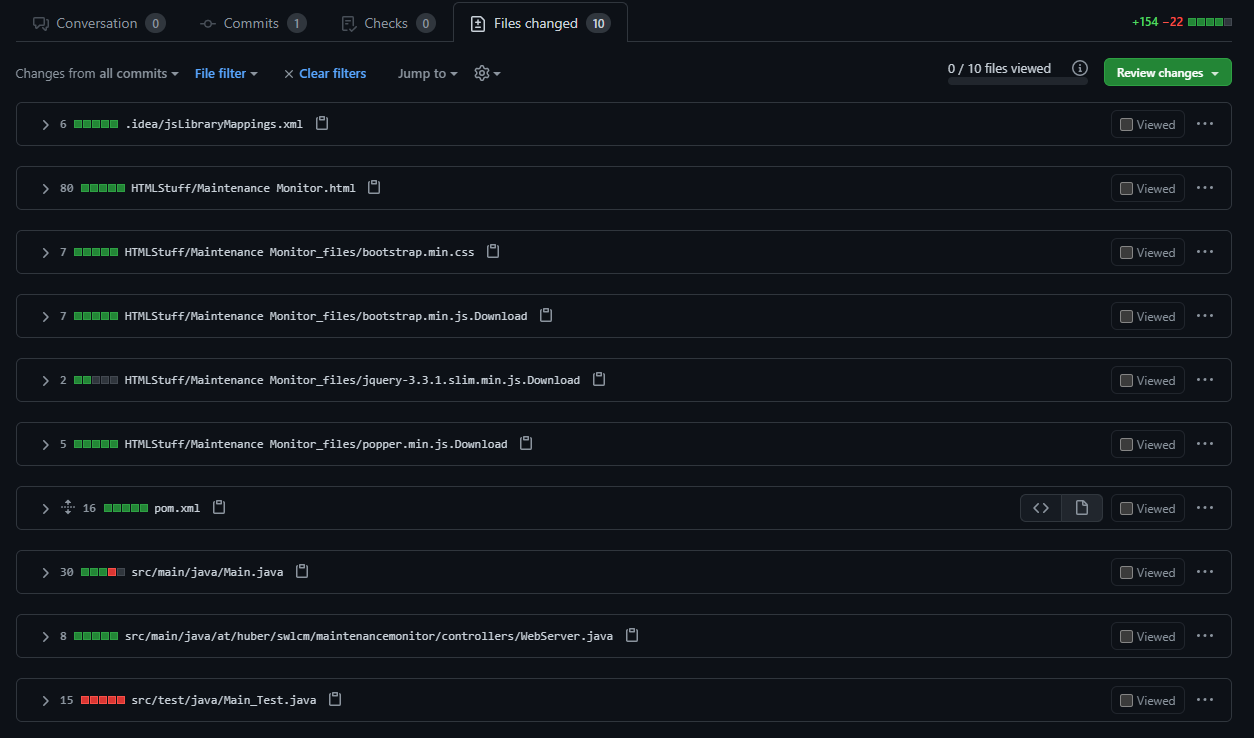 Conversation 0 Commits 1 Checks 0 Files changed 10 +154 −22
Changes from all commits File filter × Clear filters Jump to 0 / 10 files viewed Review changes
6 .idea/jsLibraryMappings.xml Viewed
80 HTMLStuff/Maintenance Monitor.html Viewed
7 HTMLStuff/Maintenance Monitor_files/bootstrap.min.css Viewed
7 HTMLStuff/Maintenance Monitor_files/bootstrap.min.js.Download Viewed
2 HTMLStuff/Maintenance Monitor_files/jquery-3.3.1.slim.min.js.Download Viewed
5 HTMLStuff/Maintenance Monitor_files/popper.min.js.Download Viewed
16 pom.xml <> Viewed
30 src/main/java/Main.java Viewed
8 src/main/java/at/huber/swlcm/maintenancemonitor/controllers/WebServer.java Viewed
15 src/test/java/Main_Test.java Viewed